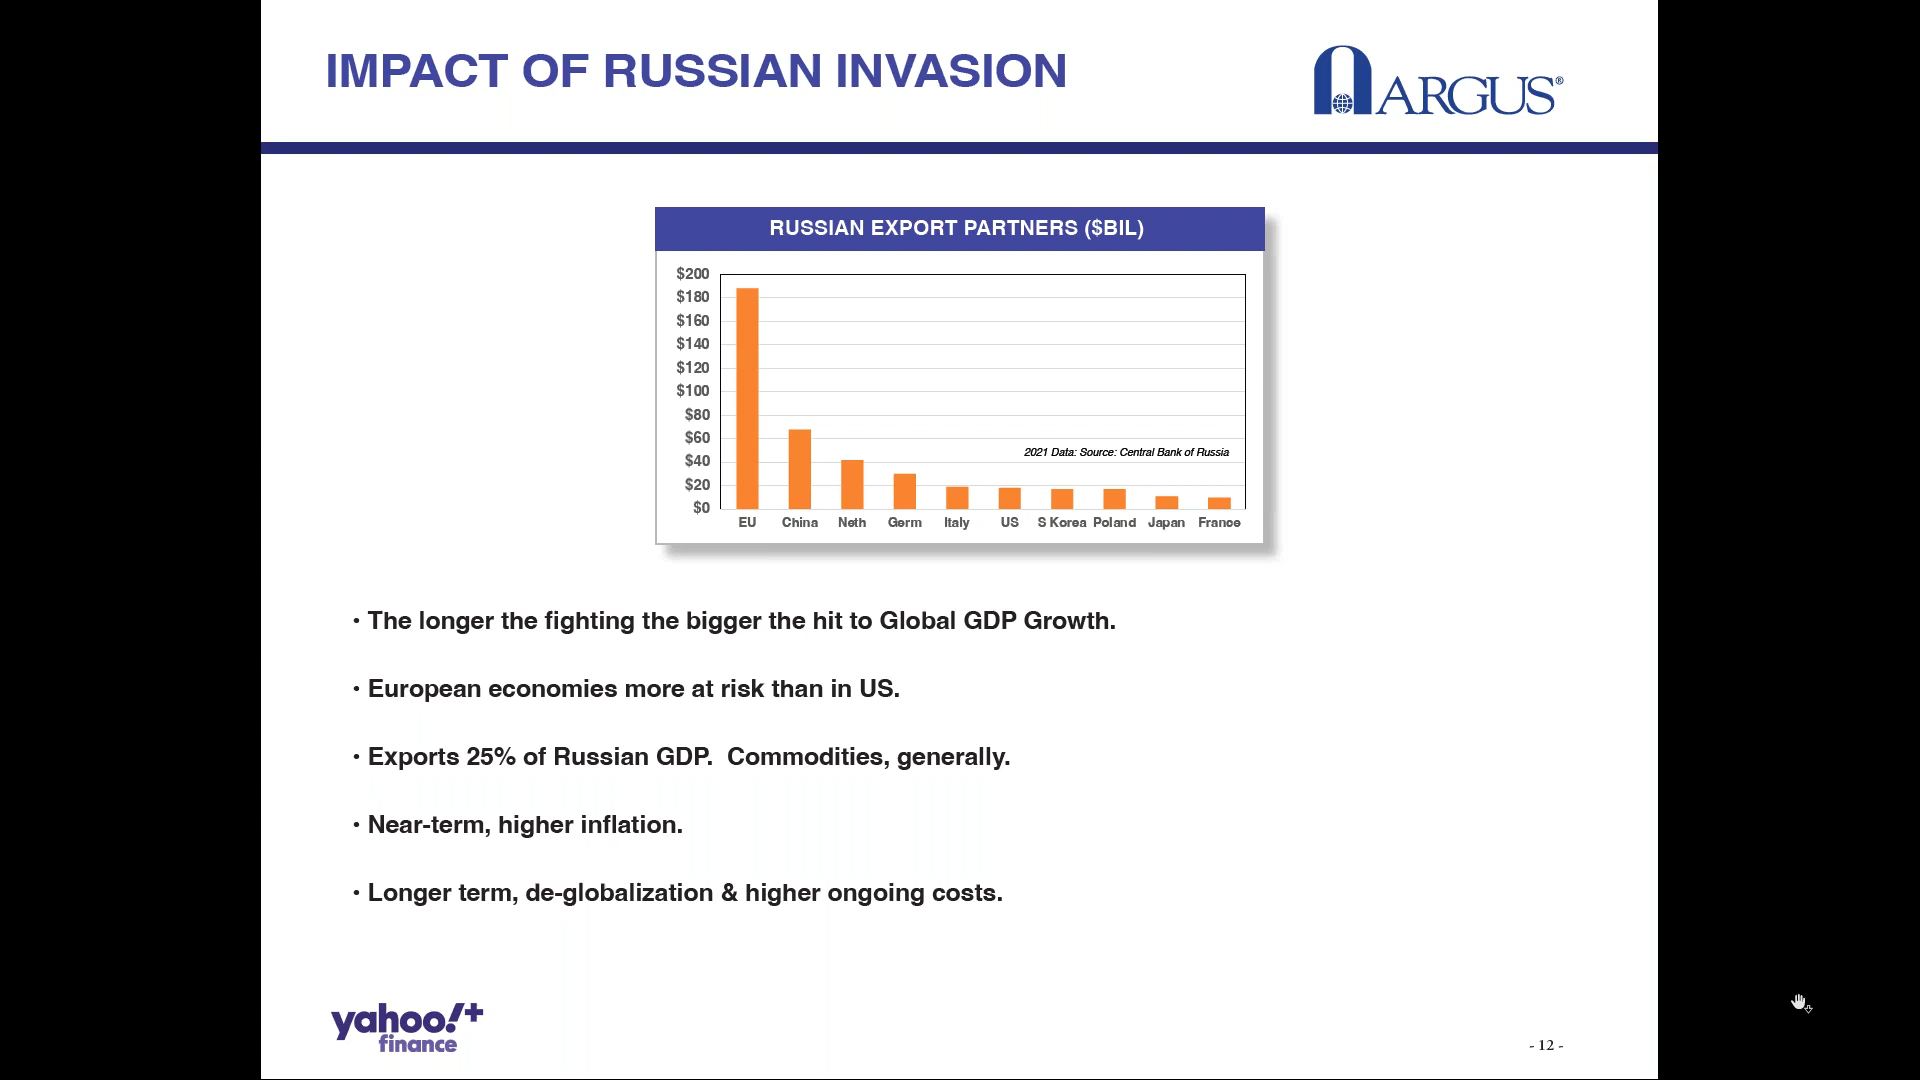 IMPACT OF RUSSIAN INVASION
ARGUS®
RUSSIAN EXPORT PARTNERS ($BIL)
$200
$180
$160
$140
$120
$100
$80
$60
$40
$20
$0
2021 Data: Source: Central Bank of Russia
EU China Neth Germ Italy US S Korea Poland Japan France
• The longer the fighting the bigger the hit to Global GDP Growth.
• European economies more at risk than in US.
• Exports 25% of Russian GDP.  Commodities, generally.
• Near-term, higher inflation.
• Longer term, de-globalization & higher ongoing costs.
yahoo!+
finance
- 12 -